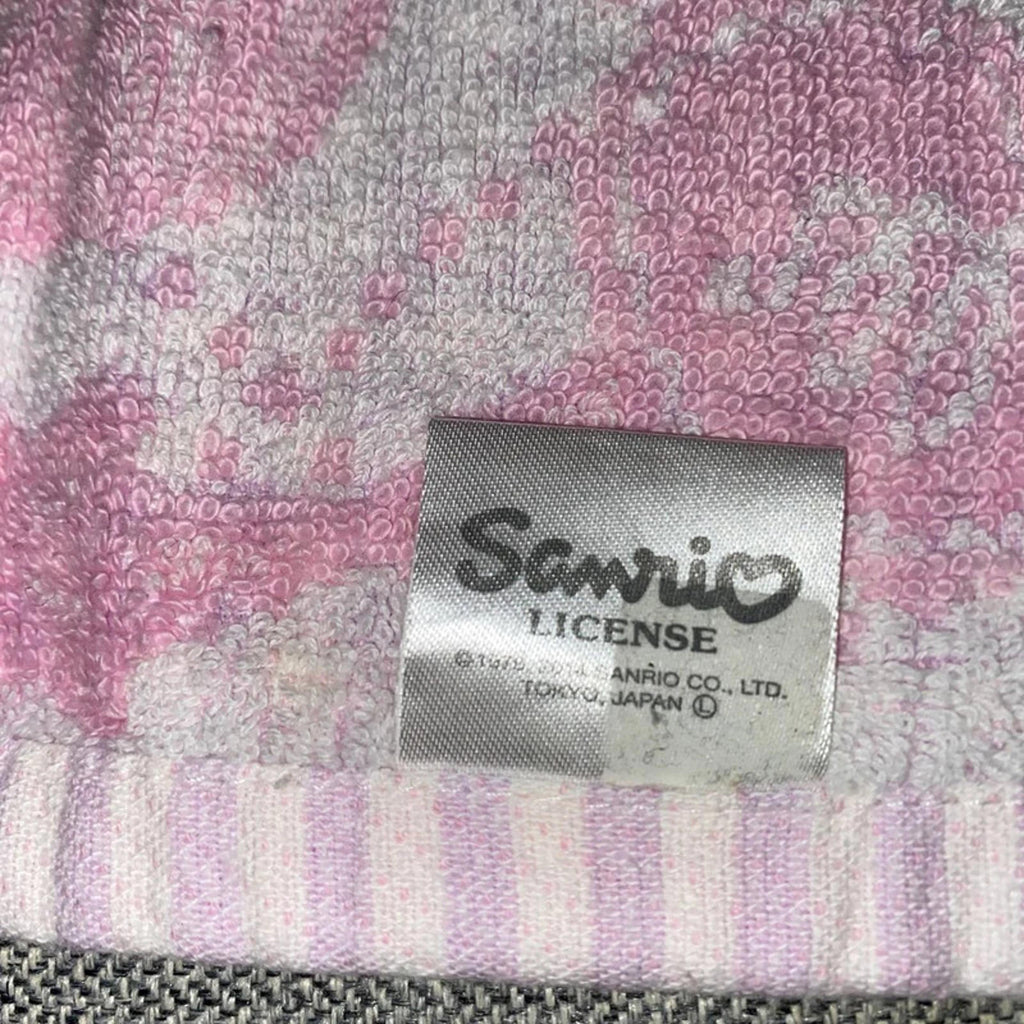 Sanrio
LICENSE
SANRIO CO., LTD.
TOKYO, JAPAN Ⓛ